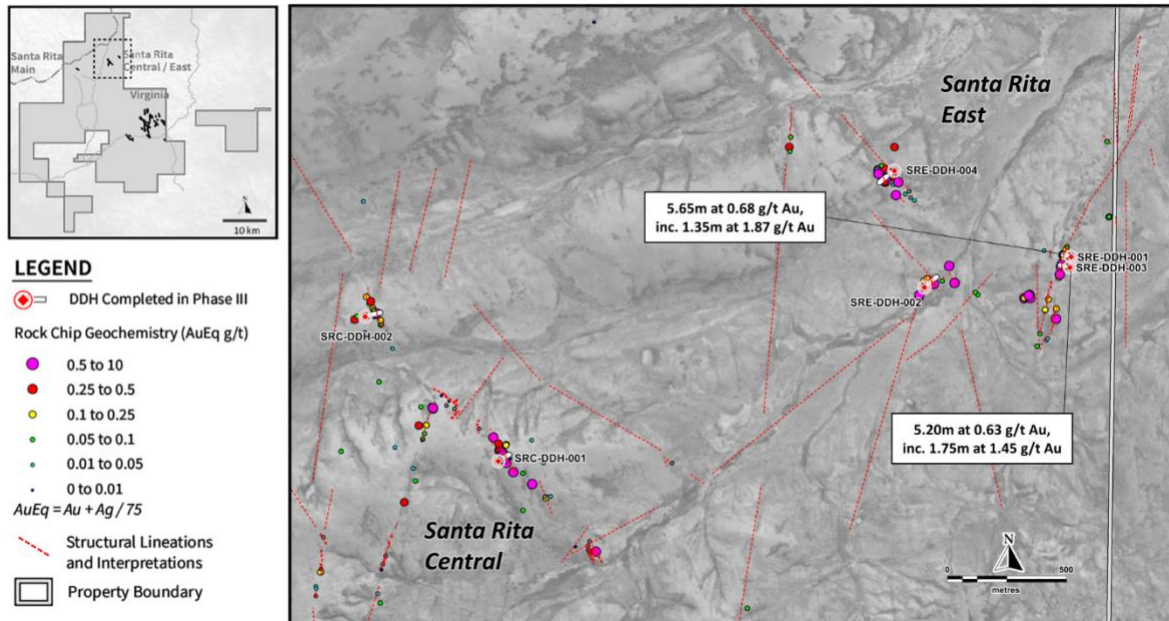 Santa Rita
Main
Santa Rita
Central / East
Virginia
N
10 km
LEGEND
DDH Completed in Phase III
Rock Chip Geochemistry (AuEq g/t)
0.5 to 10
0.25 to 0.5
0.1 to 0.25
0.05 to 0.1
0.01 to 0.05
0 to 0.01
AuEq = Au + Ag / 75
Structural Lineations
and Interpretations
Property Boundary
Santa Rita
East
SRE-DDH-004
5.65m at 0.68 g/t Au,
inc. 1.35m at 1.87 g/t Au
SRE-DDH-001
SRE-DDH-003
SRE-DDH-002
SRC-DDH-002
5.20m at 0.63 g/t Au,
inc. 1.75m at 1.45 g/t Au
SRC-DDH-001
Santa Rita
Central
N
0 500
metres